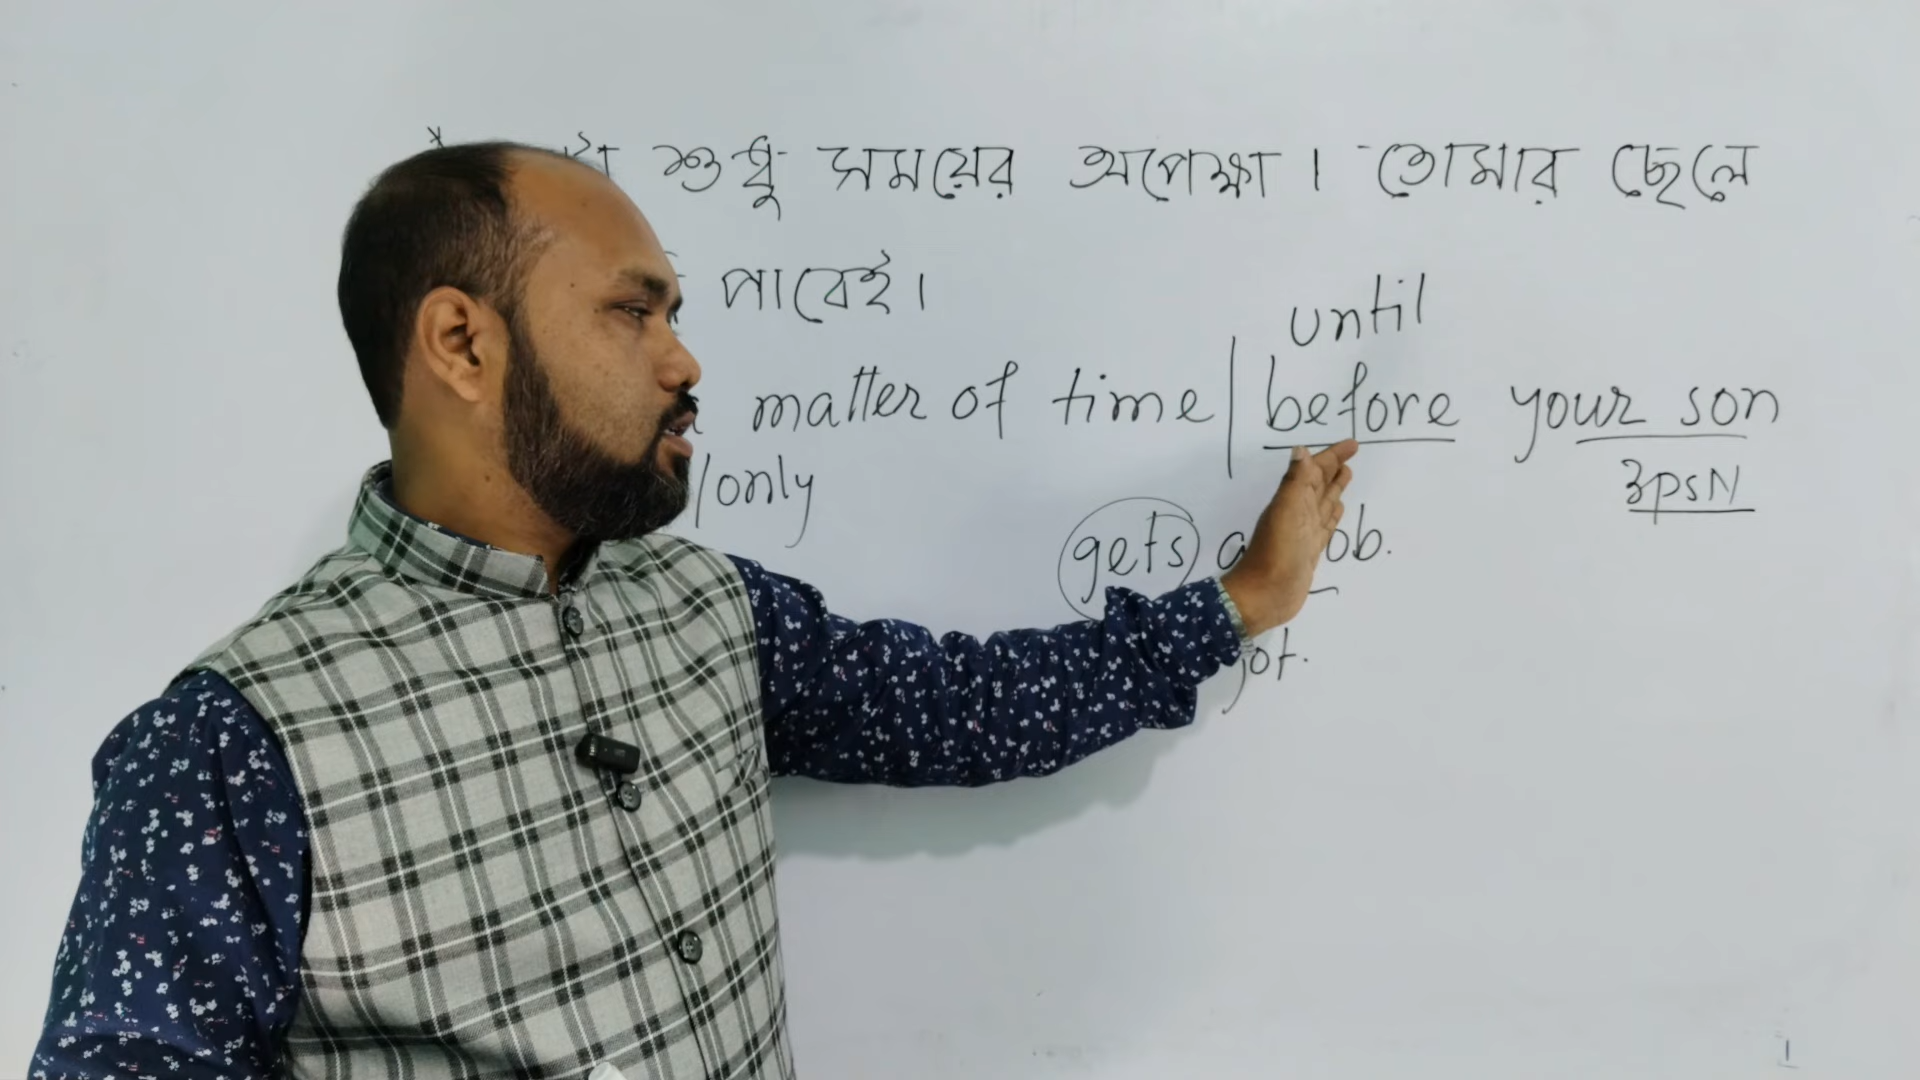 শুধু সময়ের অপেক্ষা। তোমার ছেলে
পাবেই।
until
matter of time | before your son
/only 3psN
gets a job.
got.